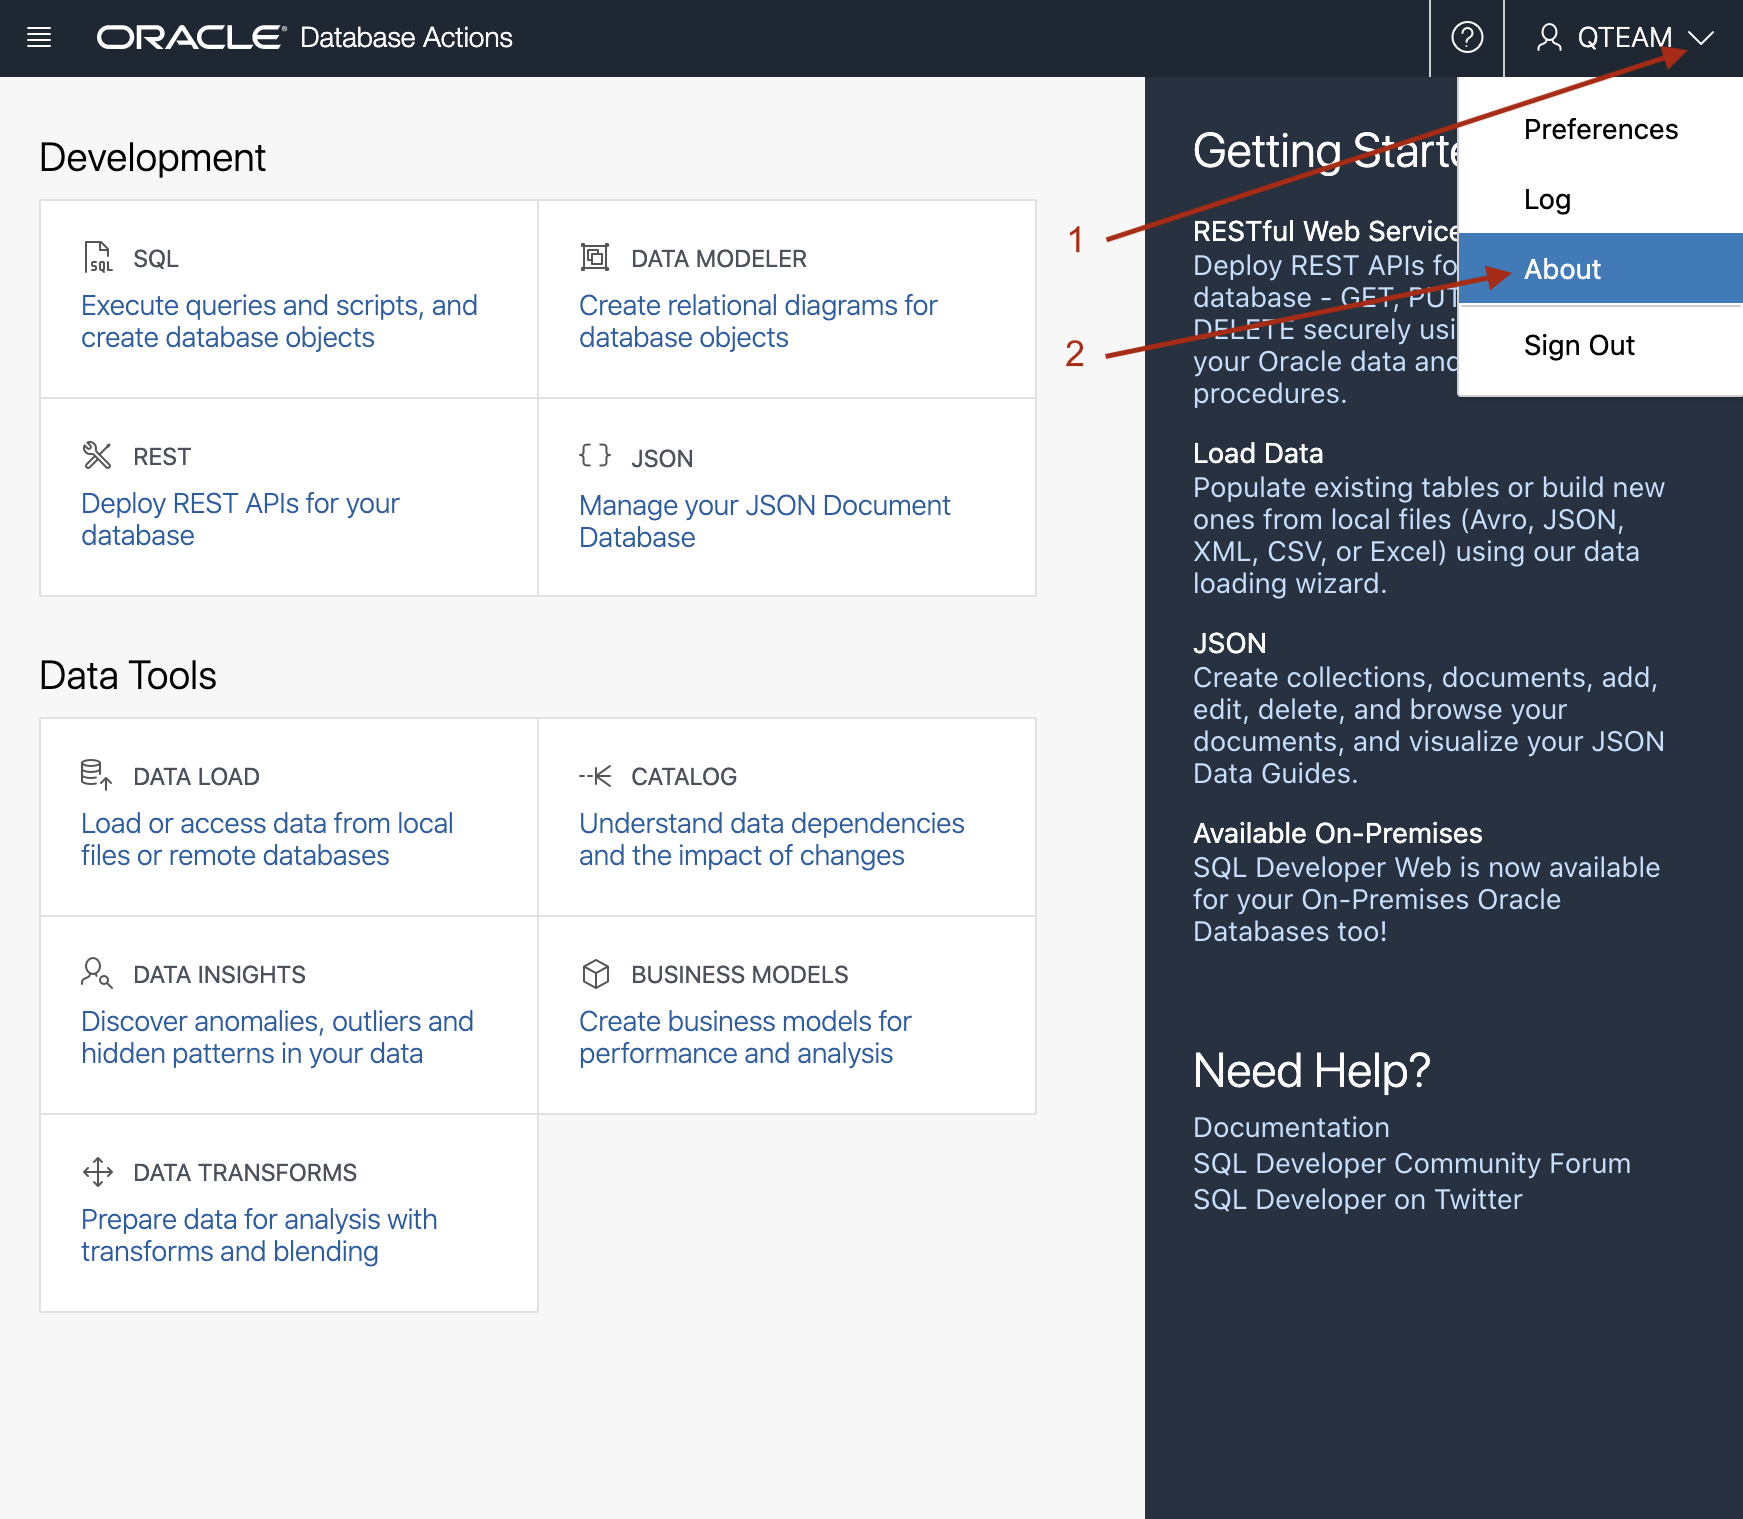 ORACLE® Database Actions
QTEAM
Preferences
Log
About
Sign Out
1
2
Development
SQL
Execute queries and scripts, and
create database objects
DATA MODELER
Create relational diagrams for
database objects
REST
Deploy REST APIs for your
database
{ } JSON
Manage your JSON Document
Database
Data Tools
DATA LOAD
Load or access data from local
files or remote databases
CATALOG
Understand data dependencies
and the impact of changes
DATA INSIGHTS
Discover anomalies, outliers and
hidden patterns in your data
BUSINESS MODELS
Create business models for
performance and analysis
DATA TRANSFORMS
Prepare data for analysis with
transforms and blending
Getting Starte
RESTful Web Service
Deploy REST APIs fo
database - GET, PUT
DELETE securely usi
your Oracle data and
procedures.
Load Data
Populate existing tables or build new
ones from local files (Avro, JSON,
XML, CSV, or Excel) using our data
loading wizard.
JSON
Create collections, documents, add,
edit, delete, and browse your
documents, and visualize your JSON
Data Guides.
Available On-Premises
SQL Developer Web is now available
for your On-Premises Oracle
Databases too!
Need Help?
Documentation
SQL Developer Community Forum
SQL Developer on Twitter